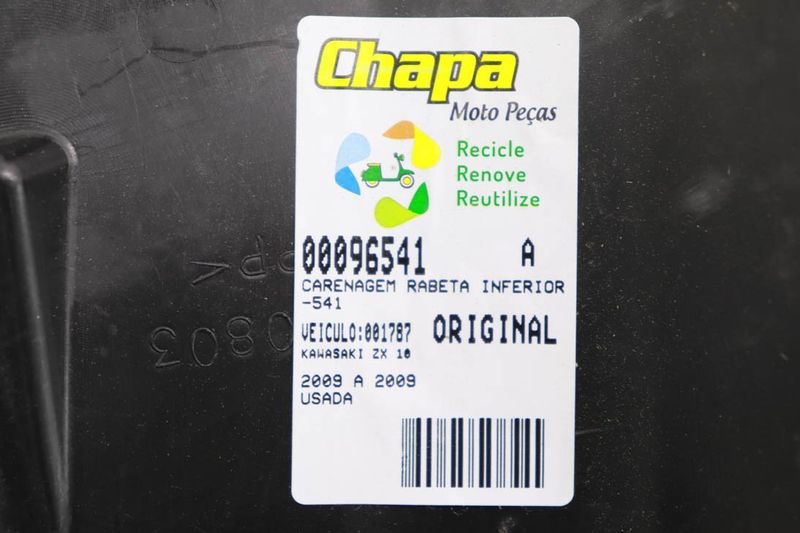 Chapa
Moto Peças
Recicle
Renove
Reutilize
00096541 A
CARENAGEM RABETA INFERIOR
-541
VEICULO:001787 ORIGINAL
KAWASAKI ZX 10
2009 A 2009
USADA